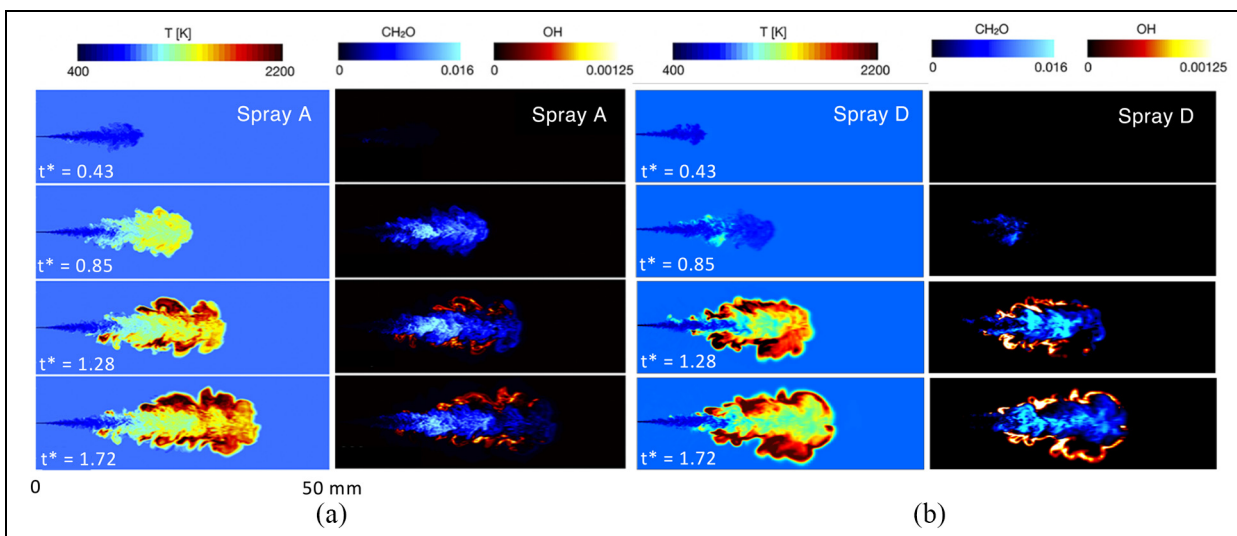 T [K]
400 2200
CH₂O
0 0.016
OH
0 0.00125
T [K]
400 2200
CH₂O
0 0.016
OH
0 0.00125
Spray A
t* = 0.43
Spray A
Spray D
t* = 0.43
Spray D
t* = 0.85
t* = 0.85
t* = 1.28
t* = 1.28
t* = 1.72
t* = 1.72
0 50 mm
(a)
(b)